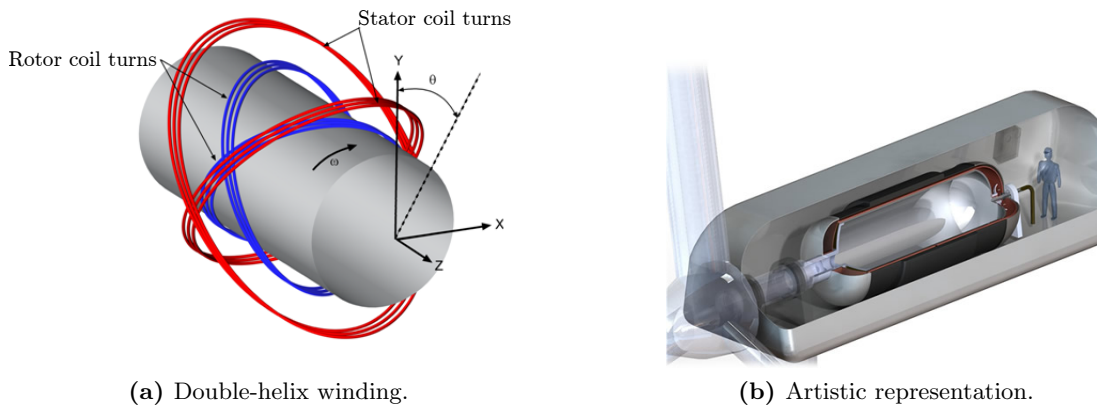 Stator coil turns
Rotor coil turns
Y
θ
ω
X
Z
(a) Double-helix winding.
(b) Artistic representation.